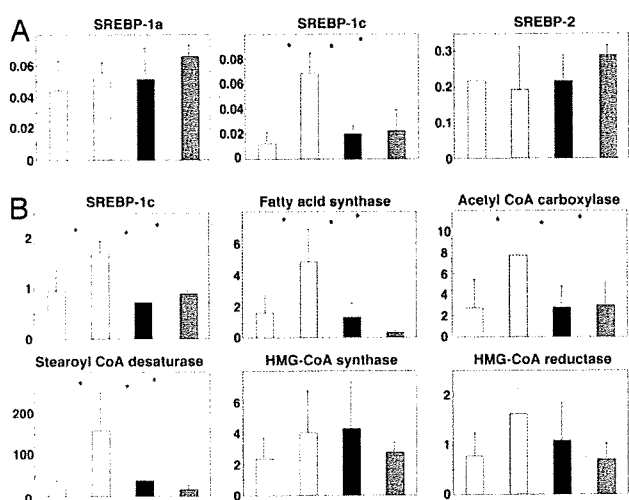 A
SREBP-1a
SREBP-1c
SREBP-2
0.06
0.04
0.02
0
0.08
0.06
0.04
0.02
0
0.3
0.2
0.1
0
* * *
B
SREBP-1c
Fatty acid synthase
Acetyl CoA carboxylase
2
1
0
* * *
6
4
2
0
* * *
10
8
6
4
2
0
* * *
Stearoyl CoA desaturase
HMG-CoA synthase
HMG-CoA reductase
200
100
0
* * *
6
4
2
0
2
1
0